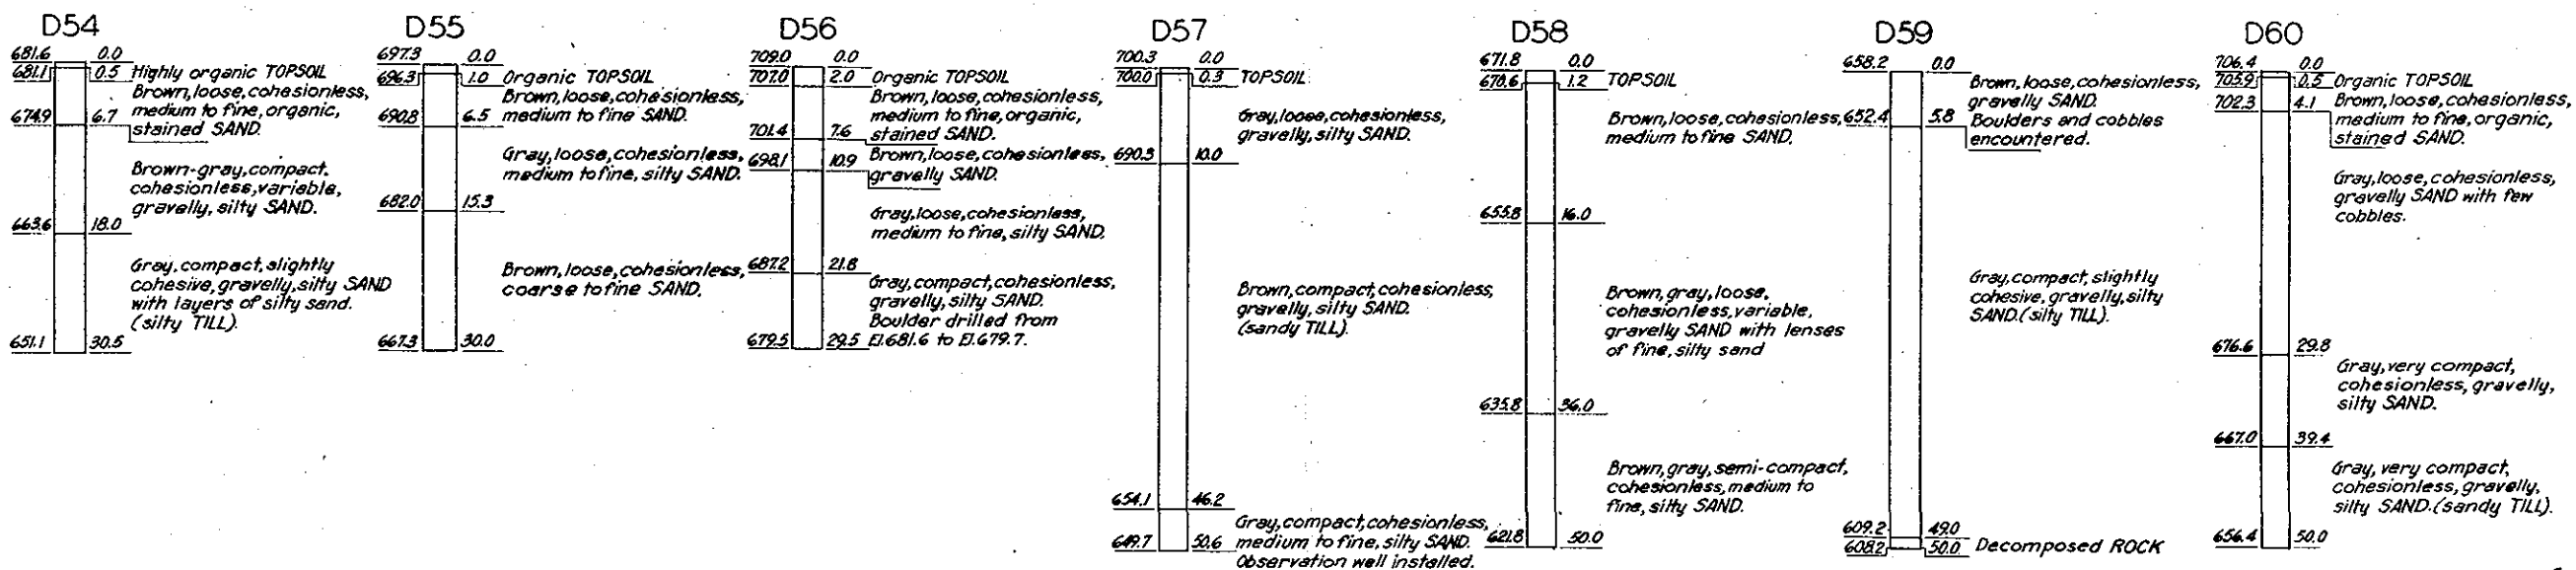 D54
681.6 0.0
681.1 0.5 Highly organic TOPSOIL
Brown, loose, cohesionless,
medium to fine, organic,
stained SAND.
674.9 6.7
Brown-gray, compact,
cohesionless, variable,
gravelly, silty SAND.
663.6 18.0
Gray, compact, slightly
cohesive, gravelly, silty SAND
with layers of silty sand.
(silty TILL).
651.1 30.5
D55
697.3 0.0
696.3 1.0 Organic TOPSOIL
Brown, loose, cohesionless,
medium to fine SAND.
690.8 6.5
Gray, loose, cohesionless,
medium to fine, silty SAND.
682.0 15.3
Brown, loose, cohesionless,
coarse to fine SAND.
667.3 30.0
D56
709.0 0.0
707.0 2.0 Organic TOPSOIL
Brown, loose, cohesionless,
medium to fine, organic,
stained SAND.
701.4 7.6
Brown, loose, cohesionless,
gravelly SAND.
698.1 10.9
Gray, loose, cohesionless,
medium to fine, silty SAND.
687.2 21.8
Gray, compact, cohesionless,
gravelly, silty SAND.
Boulder drilled from
El.681.6 to El.679.7.
679.5 29.5
D57
700.3 0.0
700.0 0.3 TOPSOIL
Gray, loose, cohesionless,
gravelly, silty SAND.
690.3 10.0
Brown, compact, cohesionless,
gravelly, silty SAND.
(sandy TILL).
654.1 46.2
Gray, compact, cohesionless,
medium to fine, silty SAND.
Observation well installed.
649.7 50.6
D58
671.8 0.0
670.6 1.2 TOPSOIL
Brown, loose, cohesionless,
medium to fine SAND.
655.8 16.0
Brown, gray, loose,
cohesionless, variable,
gravelly SAND with lenses
of fine, silty sand
635.8 36.0
Brown, gray, semi-compact,
cohesionless, medium to
fine, silty SAND.
621.8 50.0
D59
658.2 0.0
Brown, loose, cohesionless,
gravelly SAND.
Boulders and cobbles
encountered.
652.4 5.8
Gray, compact, slightly
cohesive, gravelly, silty
SAND. (silty TILL).
609.2 49.0
608.2 50.0 Decomposed ROCK
D60
706.4 0.0
705.9 0.5 Organic TOPSOIL
702.3 4.1 Brown, loose, cohesionless,
medium to fine, organic,
stained SAND.
Gray, loose, cohesionless,
gravelly SAND with few
cobbles.
676.6 29.8
Gray, very compact,
cohesionless, gravelly,
silty SAND.
667.0 39.4
Gray, very compact,
cohesionless, gravelly,
silty SAND. (sandy TILL).
656.4 50.0